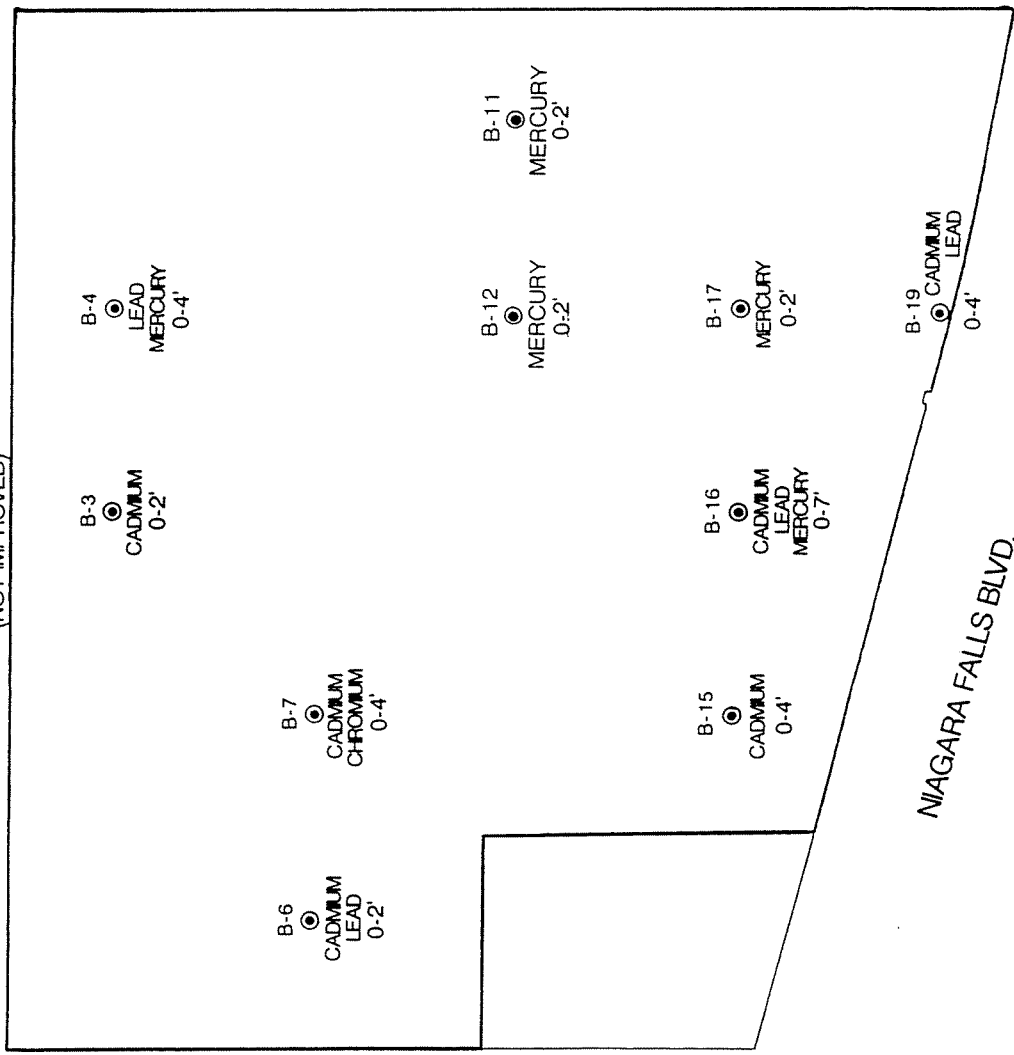 (NOT IMPROVED)
B-4
LEAD
MERCURY
0-4'
B-11
MERCURY
0-2'
B-3
CADMIUM
0-2'
B-12
MERCURY
0-2'
B-17
MERCURY
0-2'
B-19
CADMIUM
LEAD
0-4'
B-7
CADMIUM
CHROMIUM
0-4'
B-16
CADMIUM
LEAD
MERCURY
0-7'
B-6
CADMIUM
LEAD
0-2'
B-15
CADMIUM
0-4'
NIAGARA FALLS BLVD.